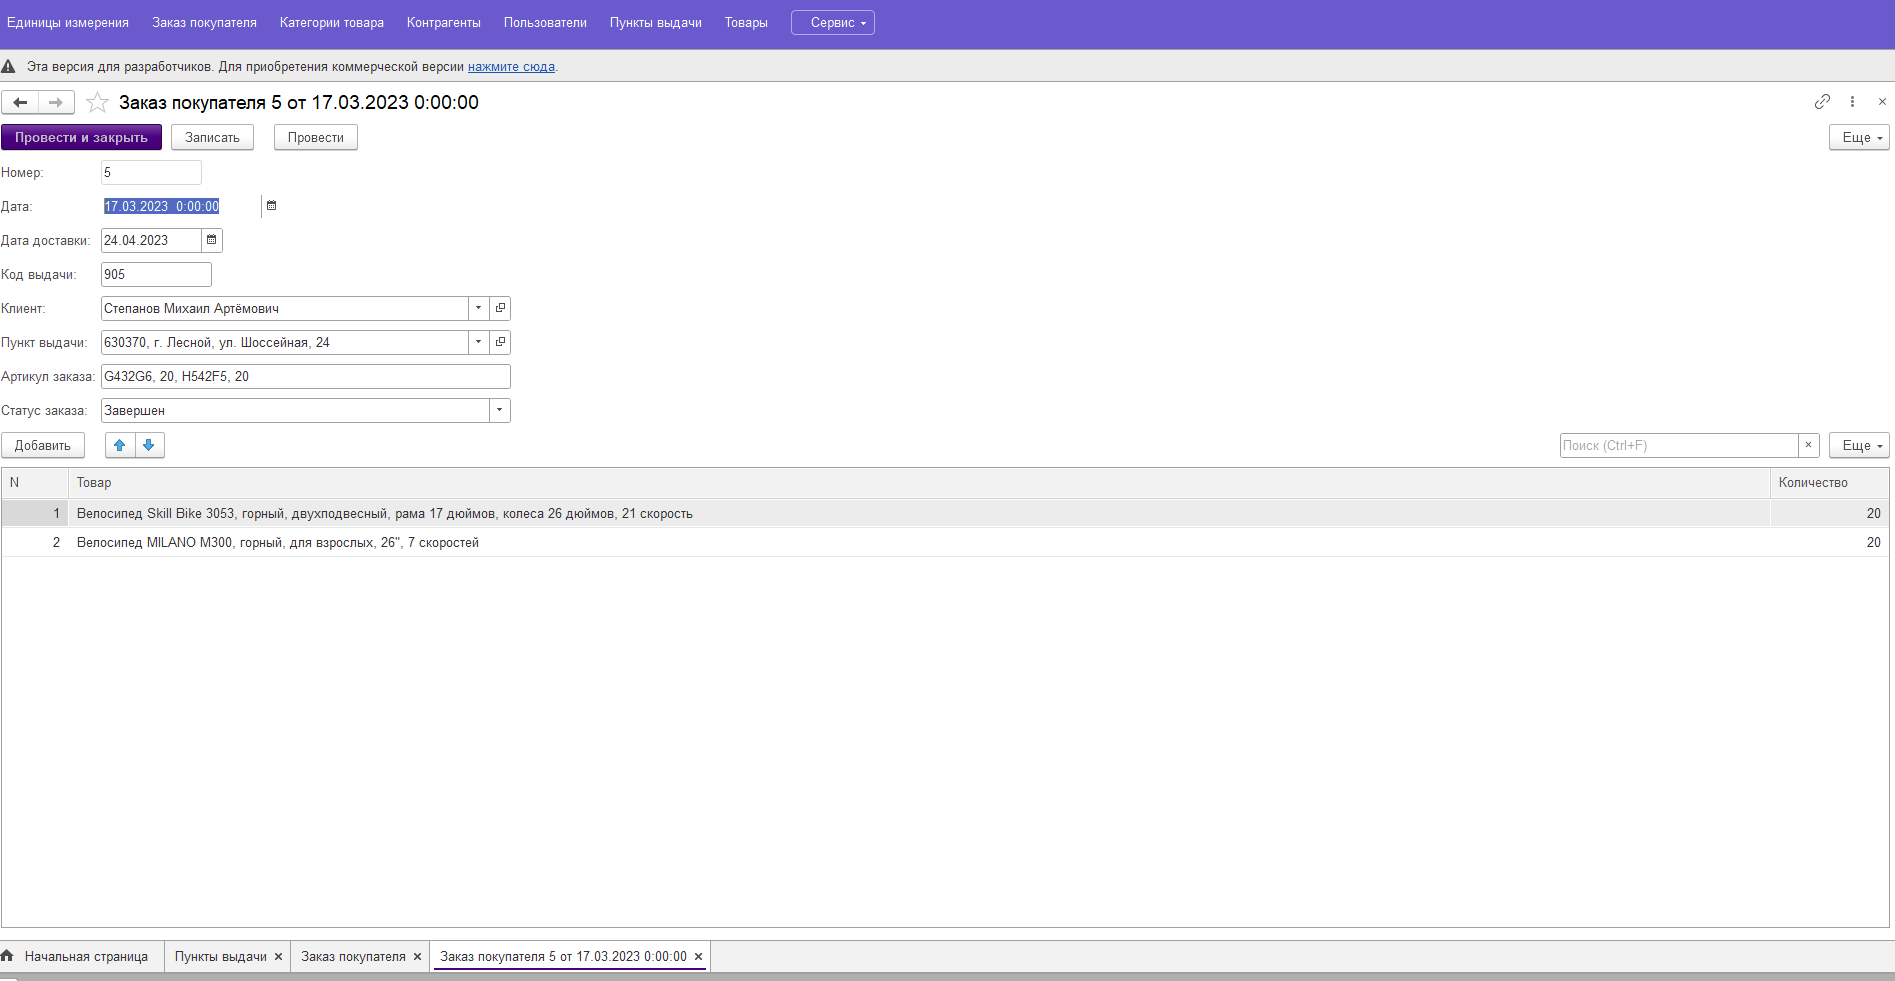 Единицы измерения Заказ покупателя Категории товара Контрагенты Пользователи Пункты выдачи Товары Сервис
Эта версия для разработчиков. Для приобретения коммерческой версии нажмите сюда.
Заказ покупателя 5 от 17.03.2023 0:00:00
Провести и закрыть Записать Провести Еще
Номер: 5
Дата: 17.03.2023 0:00:00
Дата доставки: 24.04.2023
Код выдачи: 905
Клиент: Степанов Михаил Артёмович
Пункт выдачи: 630370, г. Лесной, ул. Шоссейная, 24
Артикул заказа: G432G6, 20, H542F5, 20
Статус заказа: Завершен
Добавить Поиск (Ctrl+F) × Еще
N Товар Количество
1 Велосипед Skill Bike 3053, горный, двухподвесный, рама 17 дюймов, колеса 26 дюймов, 21 скорость 20
2 Велосипед MILANO M300, горный, для взрослых, 26", 7 скоростей 20
Начальная страница Пункты выдачи × Заказ покупателя × Заказ покупателя 5 от 17.03.2023 0:00:00 ×